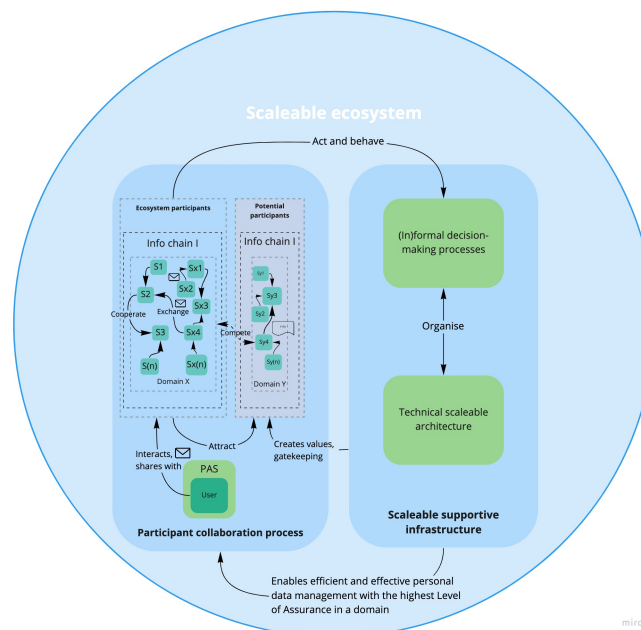 Scaleable ecosystem
Act and behave
Ecosystem participants
Potential
participants
Info chain I
Info chain I
S1
Sx1
S2
Sx2
Sx3
Cooperate
Exchange
S3
Sx4
S(n)
Sx(n)
Domain X
Sy1
Sy3
Sy2
Sy4
Sy(n)
Domain Y
Compete
(In)formal decision-
making processes
Organise
Technical scaleable
architecture
Attract
Creates values,
gatekeeping
Interacts,
shares with
PAS
User
Participant collaboration process
Scaleable supportive
infrastructure
Enables efficient and effective personal
data management with the highest Level
of Assurance in a domain